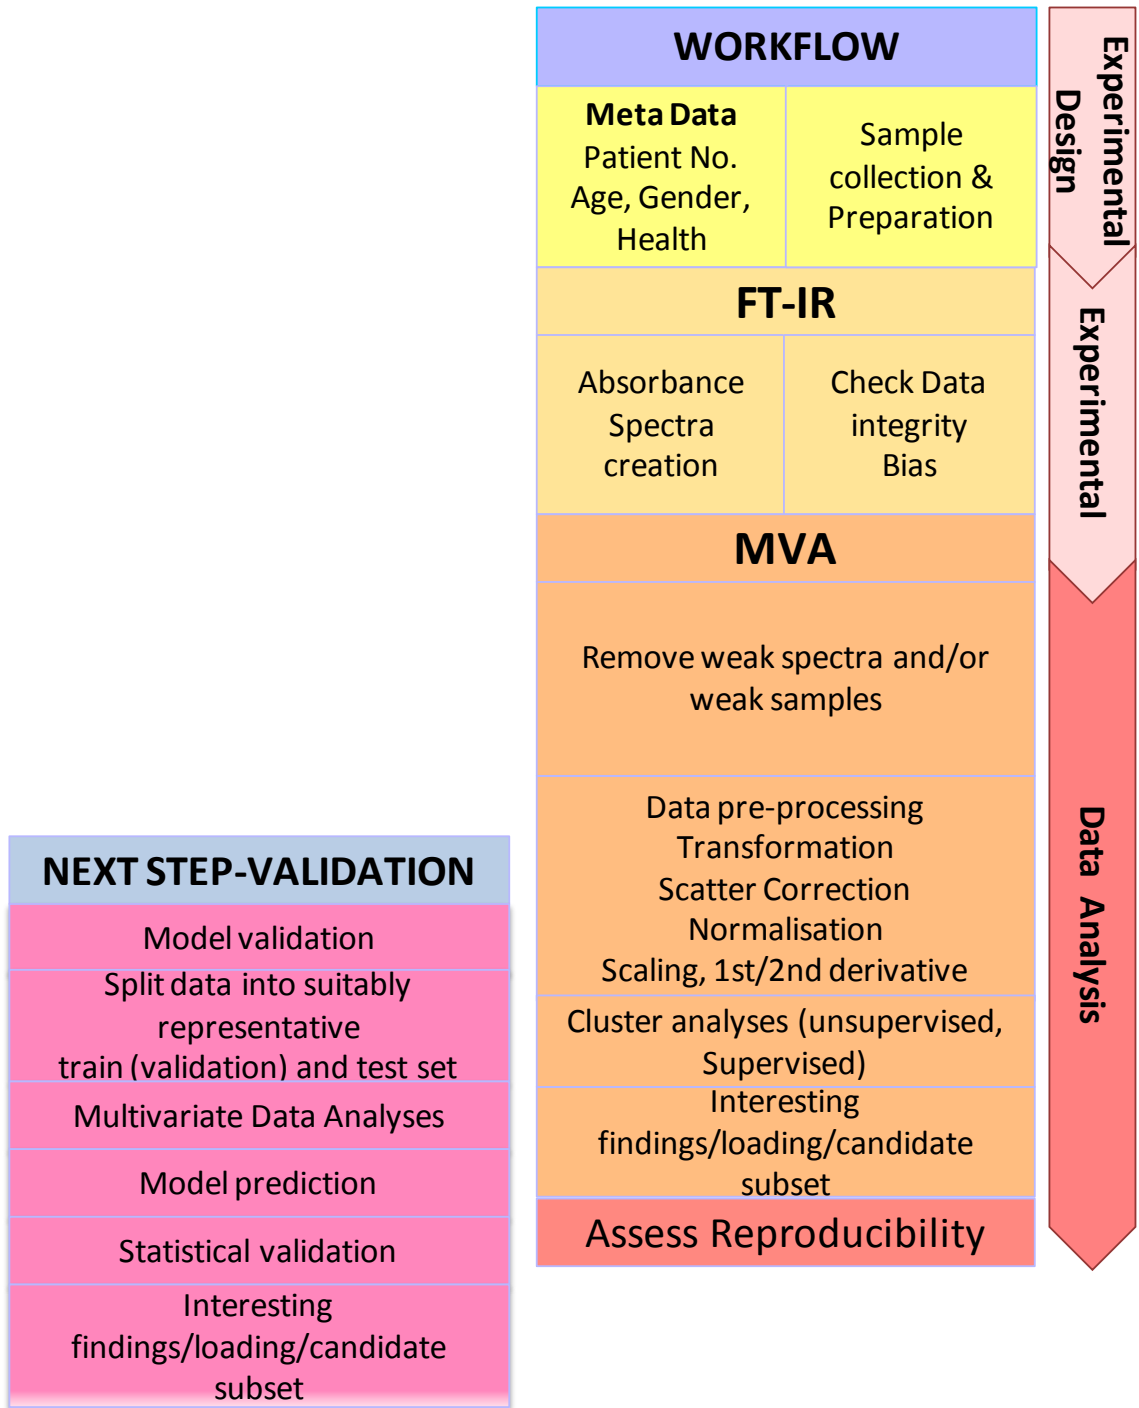 WORKFLOW
Meta Data
Patient No.
Age, Gender,
Health
Sample
collection &
Preparation
FT-IR
Absorbance
Spectra
creation
Check Data
integrity
Bias
MVA
Remove weak spectra and/or
weak samples
Data pre-processing
Transformation
Scatter Correction
Normalisation
Scaling, 1st/2nd derivative
Cluster analyses (unsupervised,
Supervised)
Interesting
findings/loading/candidate
subset
Assess Reproducibility
Experimental
Design
Experimental
Data Analysis
NEXT STEP-VALIDATION
Model validation
Split data into suitably
representative
train (validation) and test set
Multivariate Data Analyses
Model prediction
Statistical validation
Interesting
findings/loading/candidate
subset